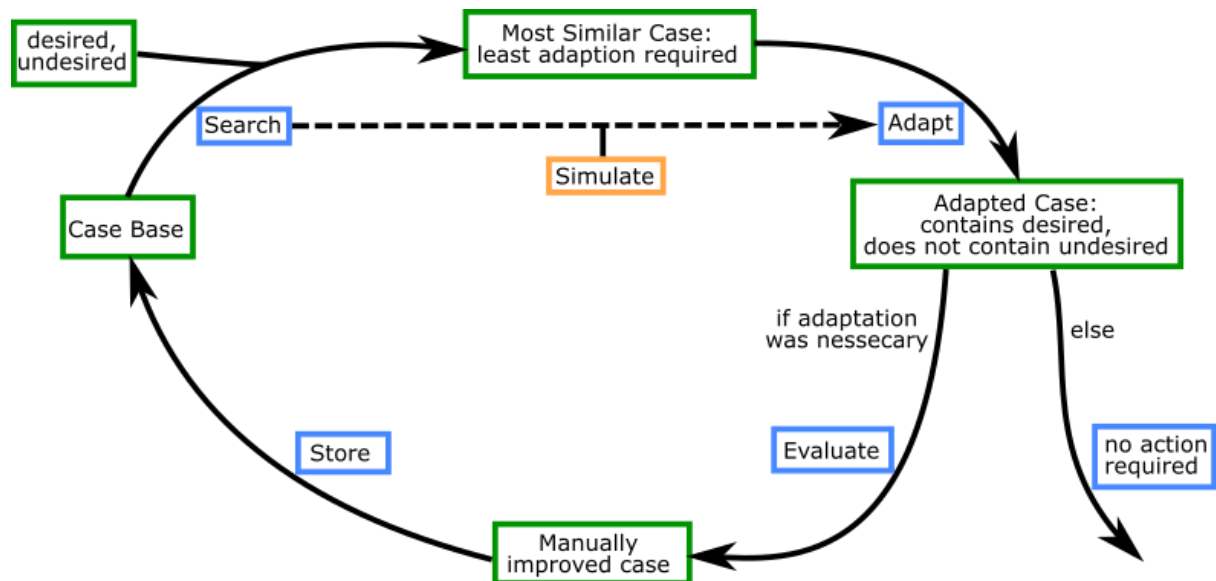 desired,
undesired
Most Similar Case:
least adaption required
Search
Adapt
Simulate
Case Base
Adapted Case:
contains desired,
does not contain undesired
if adaptation
was nessecary
else
Store
Evaluate
no action
required
Manually
improved case